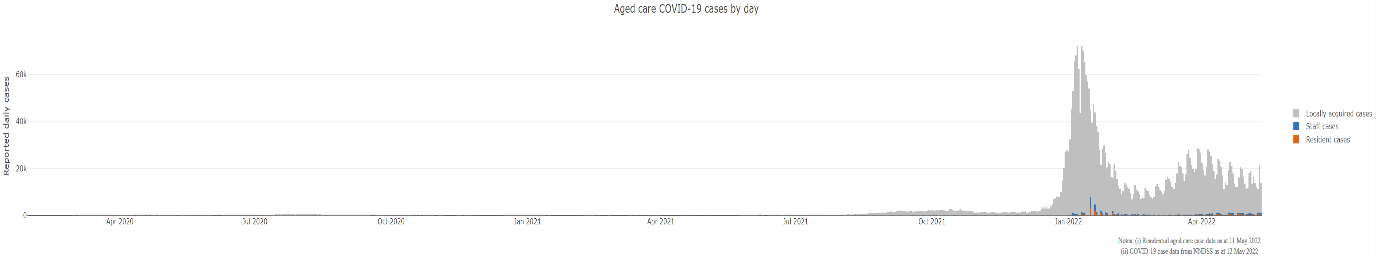 Aged care COVID-19 cases by day
Reported daily cases
60k
40k
20k
0
Apr 2020
Jul 2020
Oct 2020
Jan 2021
Apr 2021
Jul 2021
Oct 2021
Jan 2022
Apr 2022
Locally acquired cases
Staff cases
Resident cases
Notes: (i) Residential aged care case data as at 11 May 2022
(ii) COVID-19 case data from NNDSS as at 12 May 2022